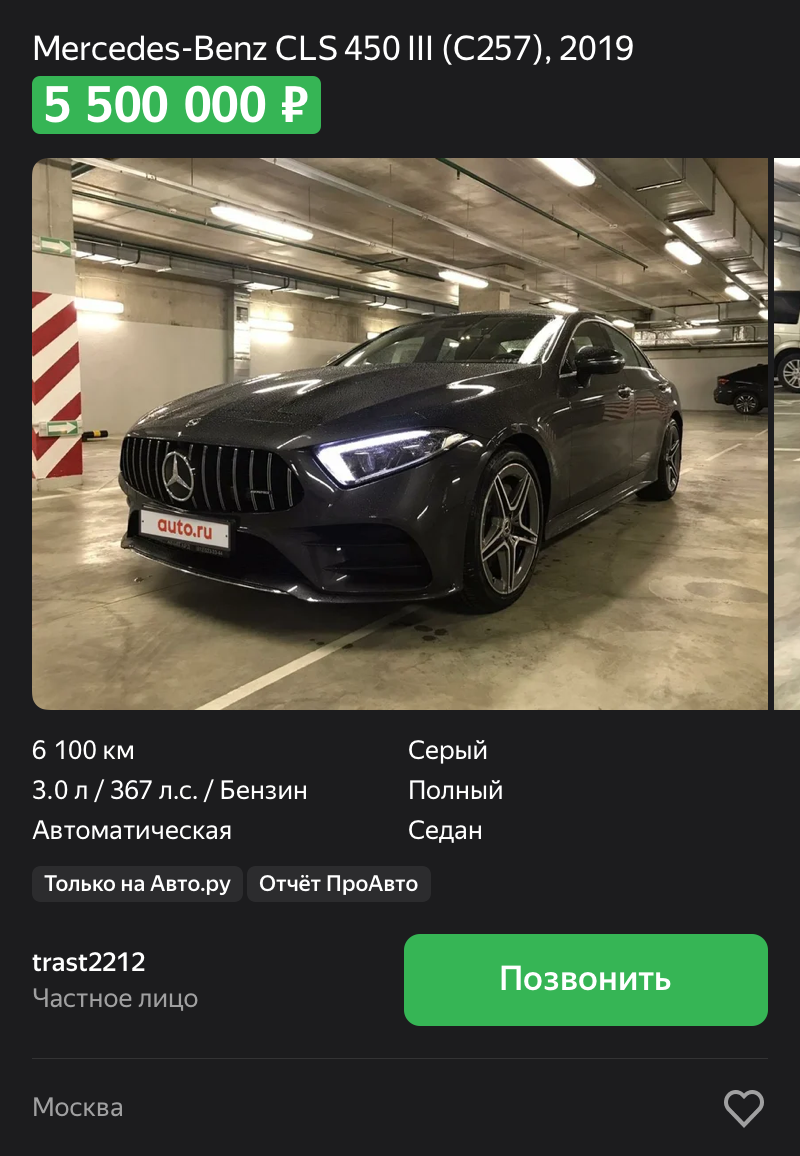 Mercedes-Benz CLS 450 III (C257), 2019
5 500 000 ₽
auto.ru
6 100 км
Серый
3.0 л / 367 л.с. / Бензин
Полный
Автоматическая
Седан
Только на Авто.ру
Отчёт ПроАвто
trast2212
Частное лицо
Позвонить
Москва